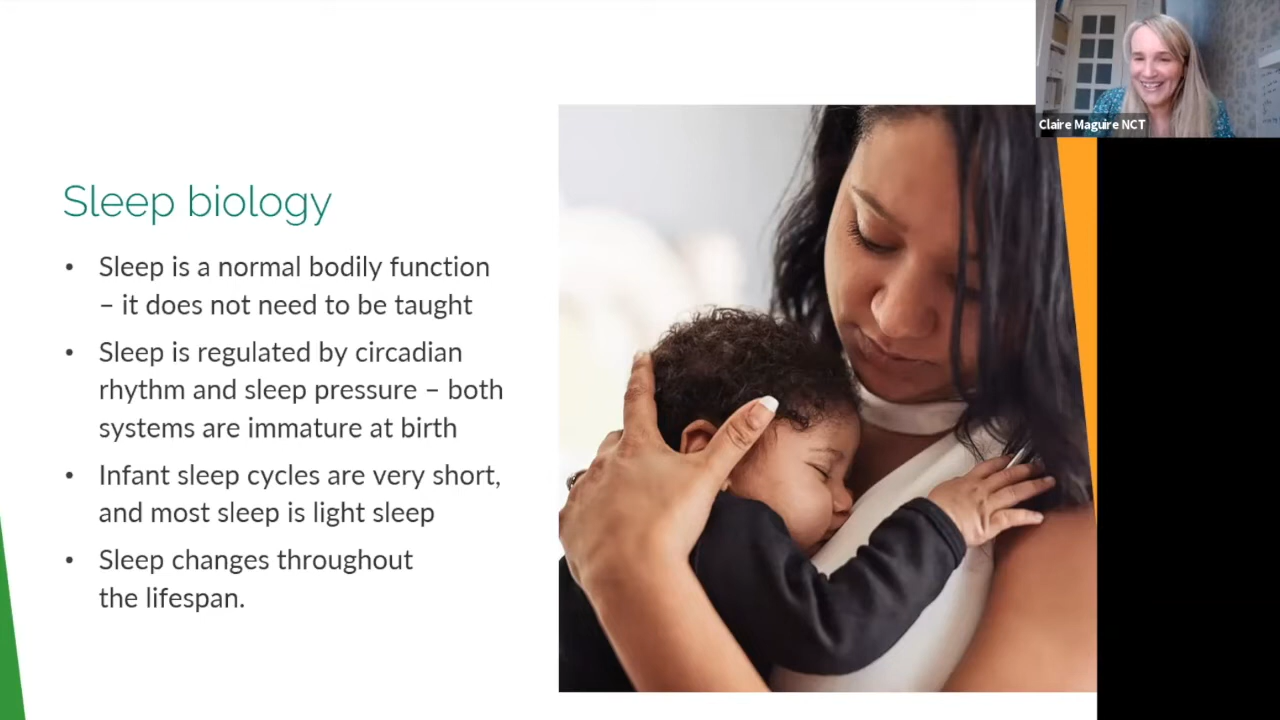 Claire Maguire NCT
Sleep biology
• Sleep is a normal bodily function
– it does not need to be taught
• Sleep is regulated by circadian
rhythm and sleep pressure – both
systems are immature at birth
• Infant sleep cycles are very short,
and most sleep is light sleep
• Sleep changes throughout
the lifespan.